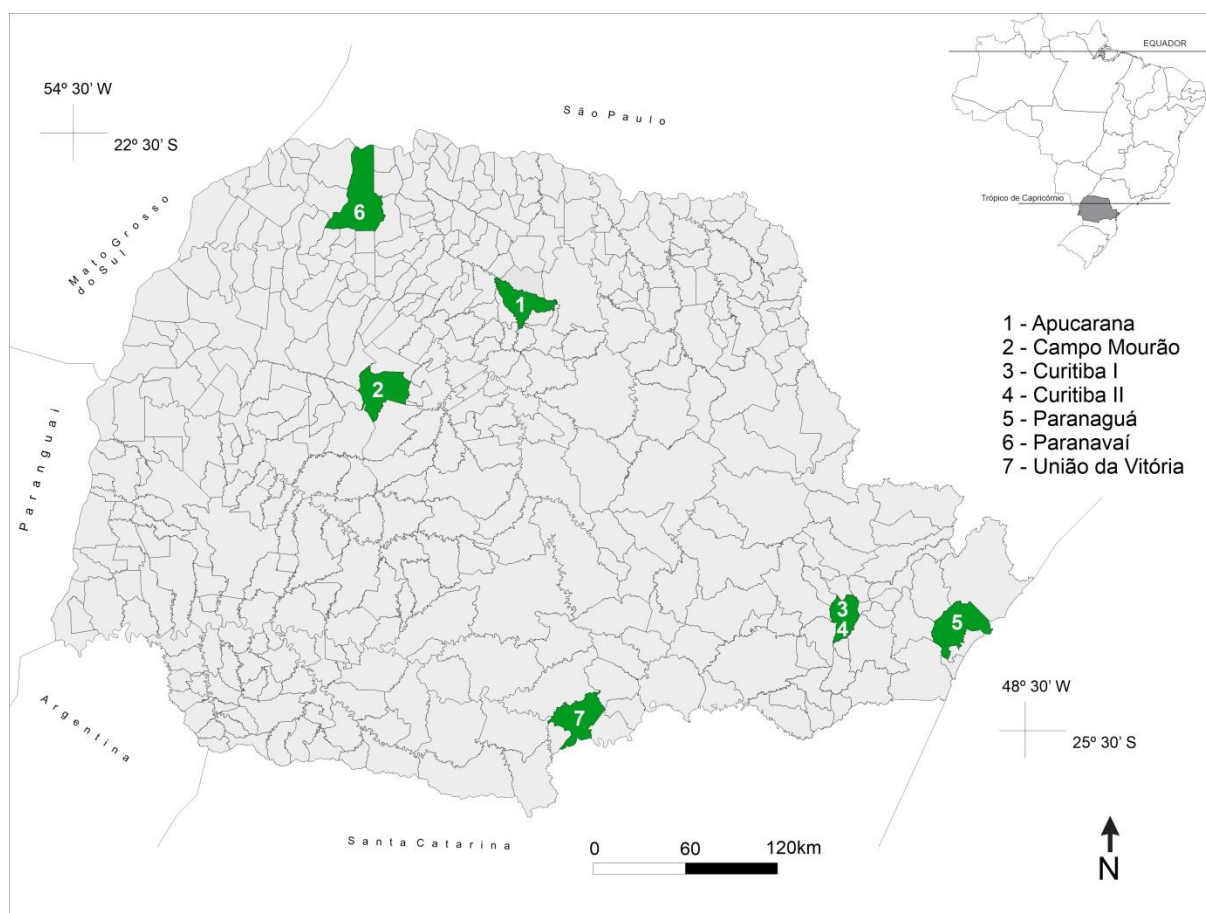 54º 30’ W
22º 30’ S
São Paulo
EQUADOR
Trópico de Capricórnio
Mato Grosso
do Sul
6
1
2
3
4
5
7
1 - Apucarana
2 - Campo Mourão
3 - Curitiba I
4 - Curitiba II
5 - Paranaguá
6 - Paranavaí
7 - União da Vitória
Paranguai
Argentina
48º 30’ W
25º 30’ S
Santa Catarina
0 60 120km
N